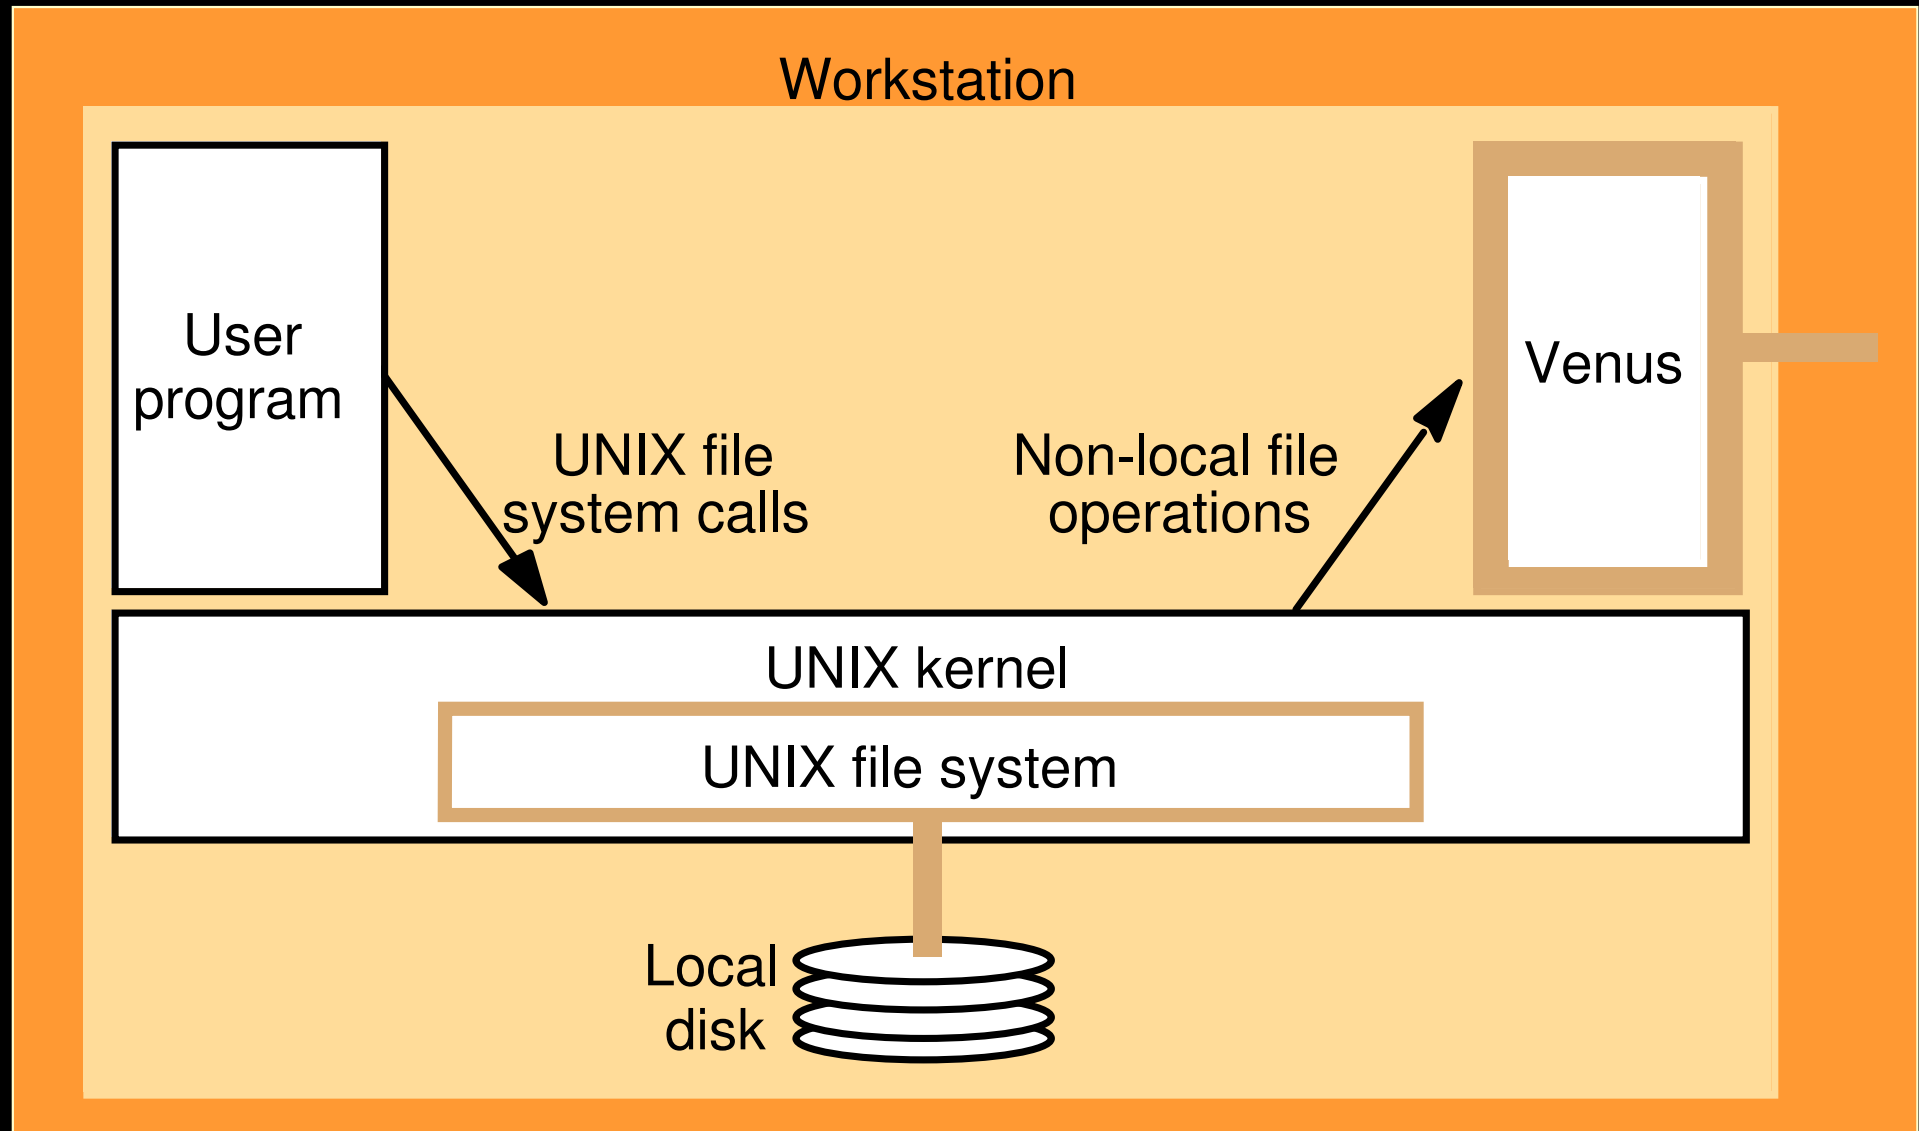 Workstation
User
program
UNIX file
system calls
Non-local file
operations
Venus
UNIX kernel
UNIX file system
Local
disk